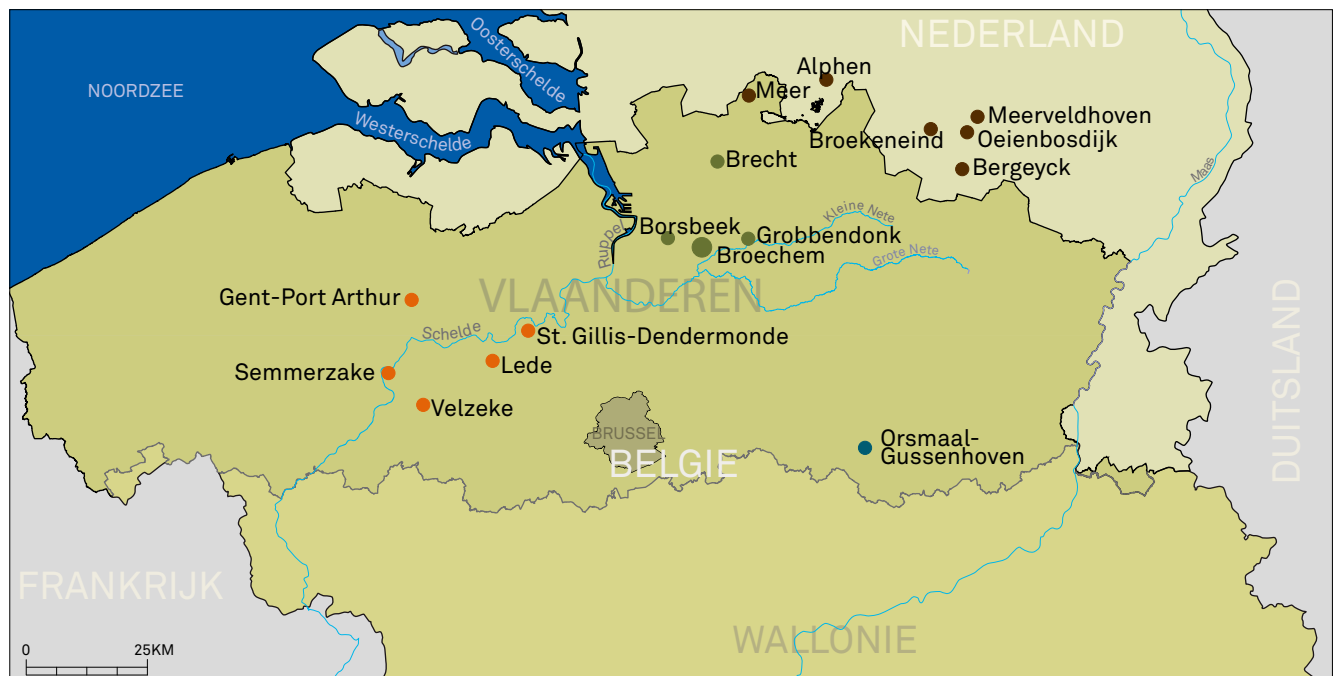 NEDERLAND
Oosterschelde
Alphen
NOORDZEE
Meer
Meerveldhoven
Westerschelde
Broekeneind
Oeienbosdijk
Brecht
Bergeyck
Maas
Kleine Nete
Borsbeek
Grobbendonk
Ruppel
Broechem
Grote Nete
Gent-Port Arthur
VLAANDEREN
Schelde
St. Gillis-Dendermonde
DUITSLAND
Lede
Semmerzake
Velzeke
BRUSSEL
Orsmaal-
Gussenhoven
BELGIE
FRANKRIJK
WALLONIE
0 25KM